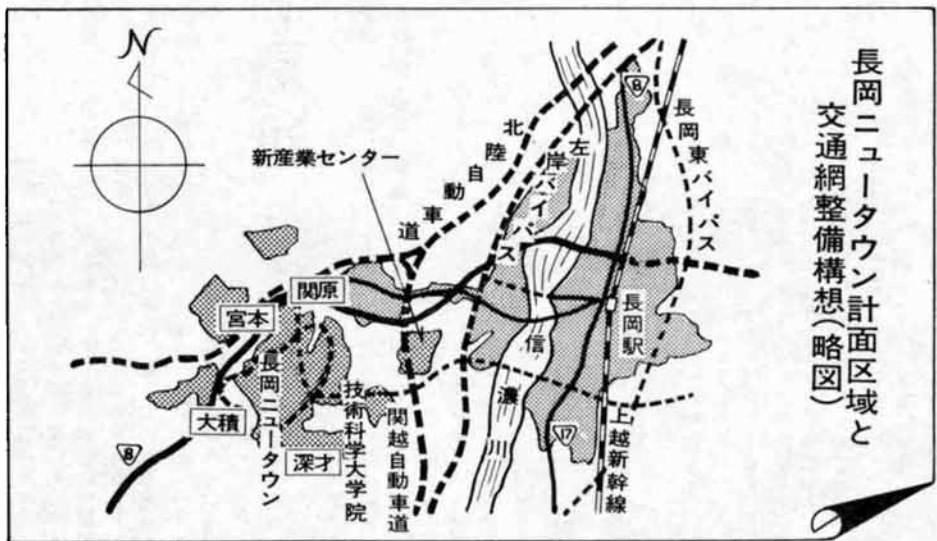 長岡ニュータウン計面区域と
交通網整備構想(略図)
N
新産業センター
北陸自動車道
左岸バイパス
長岡東バイパス
8
関原
宮本
大積
深才
長岡ニュータウン
技術科学大学院
関越自動車道
信濃川
長岡駅
上越新幹線
17
8